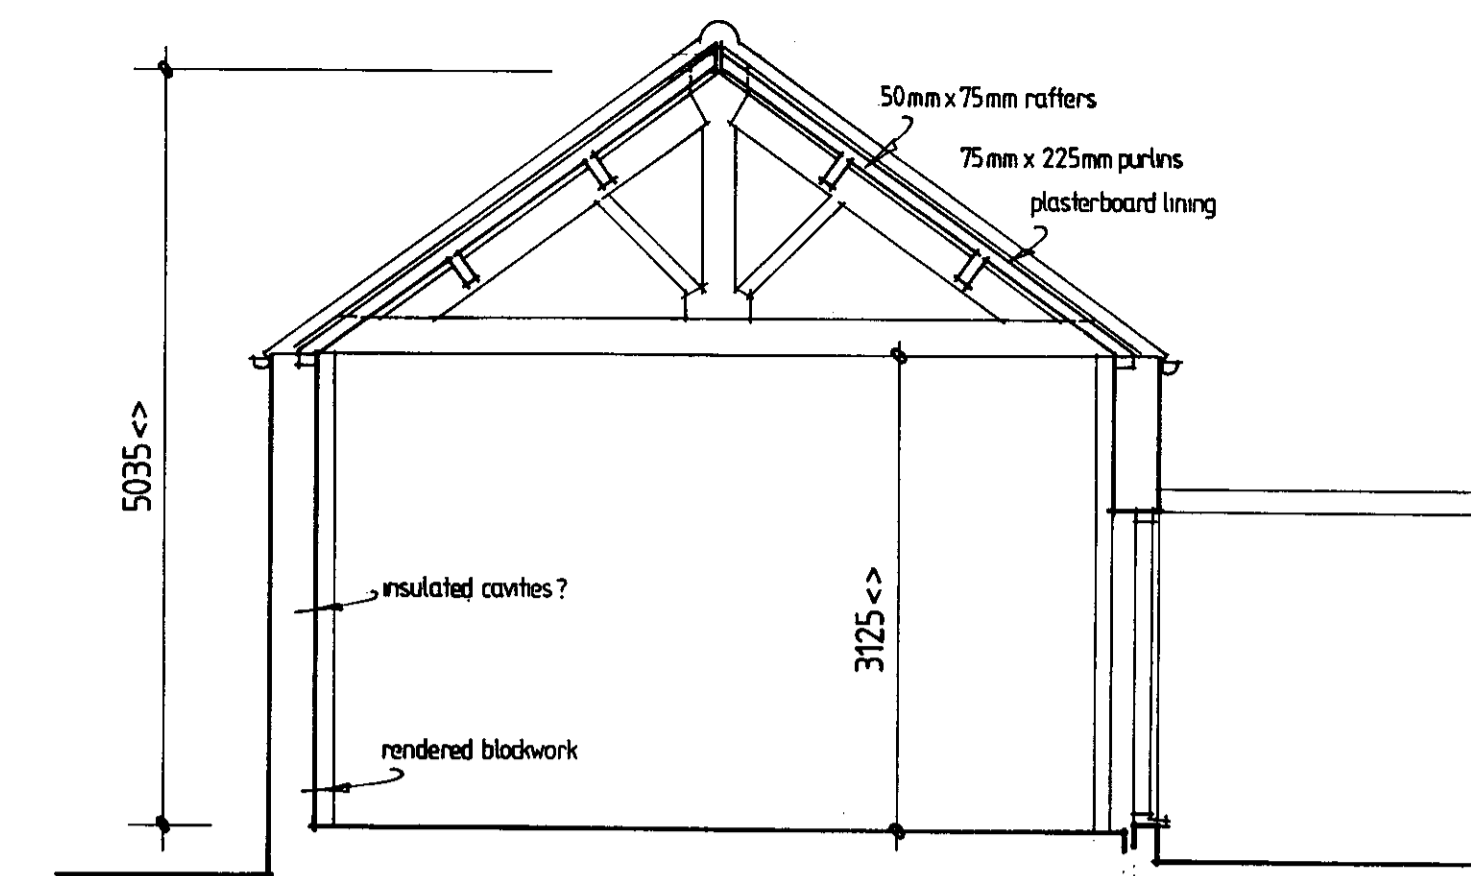 50mm x 75mm rafters
75mm x 225mm purlins
plasterboard lining
5035 <>
insulated cavities?
3125 <>
rendered blockwork